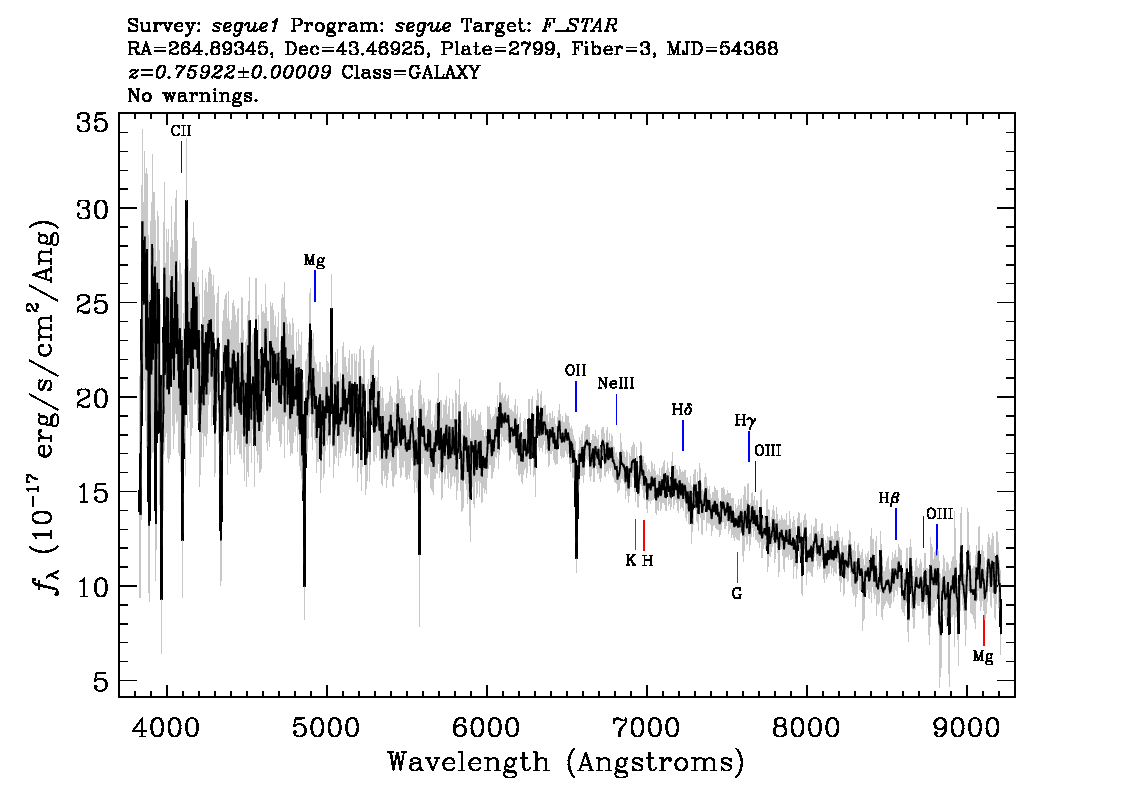 Survey: segue1 Program: segue Target: F_STAR
RA=264.89345, Dec=43.46925, Plate=2799, Fiber=3, MJD=54368
z=0.75922±0.00009 Class=GALAXY
No warnings.
35
30
25
20
15
10
5
f_λ (10⁻¹⁷ erg/s/cm²/Ang)
CII
Mg
OII
NeIII
Hδ
Hγ
OIII
Hβ
OIII
K H
G
Mg
4000 5000 6000 7000 8000 9000
Wavelength (Angstroms)